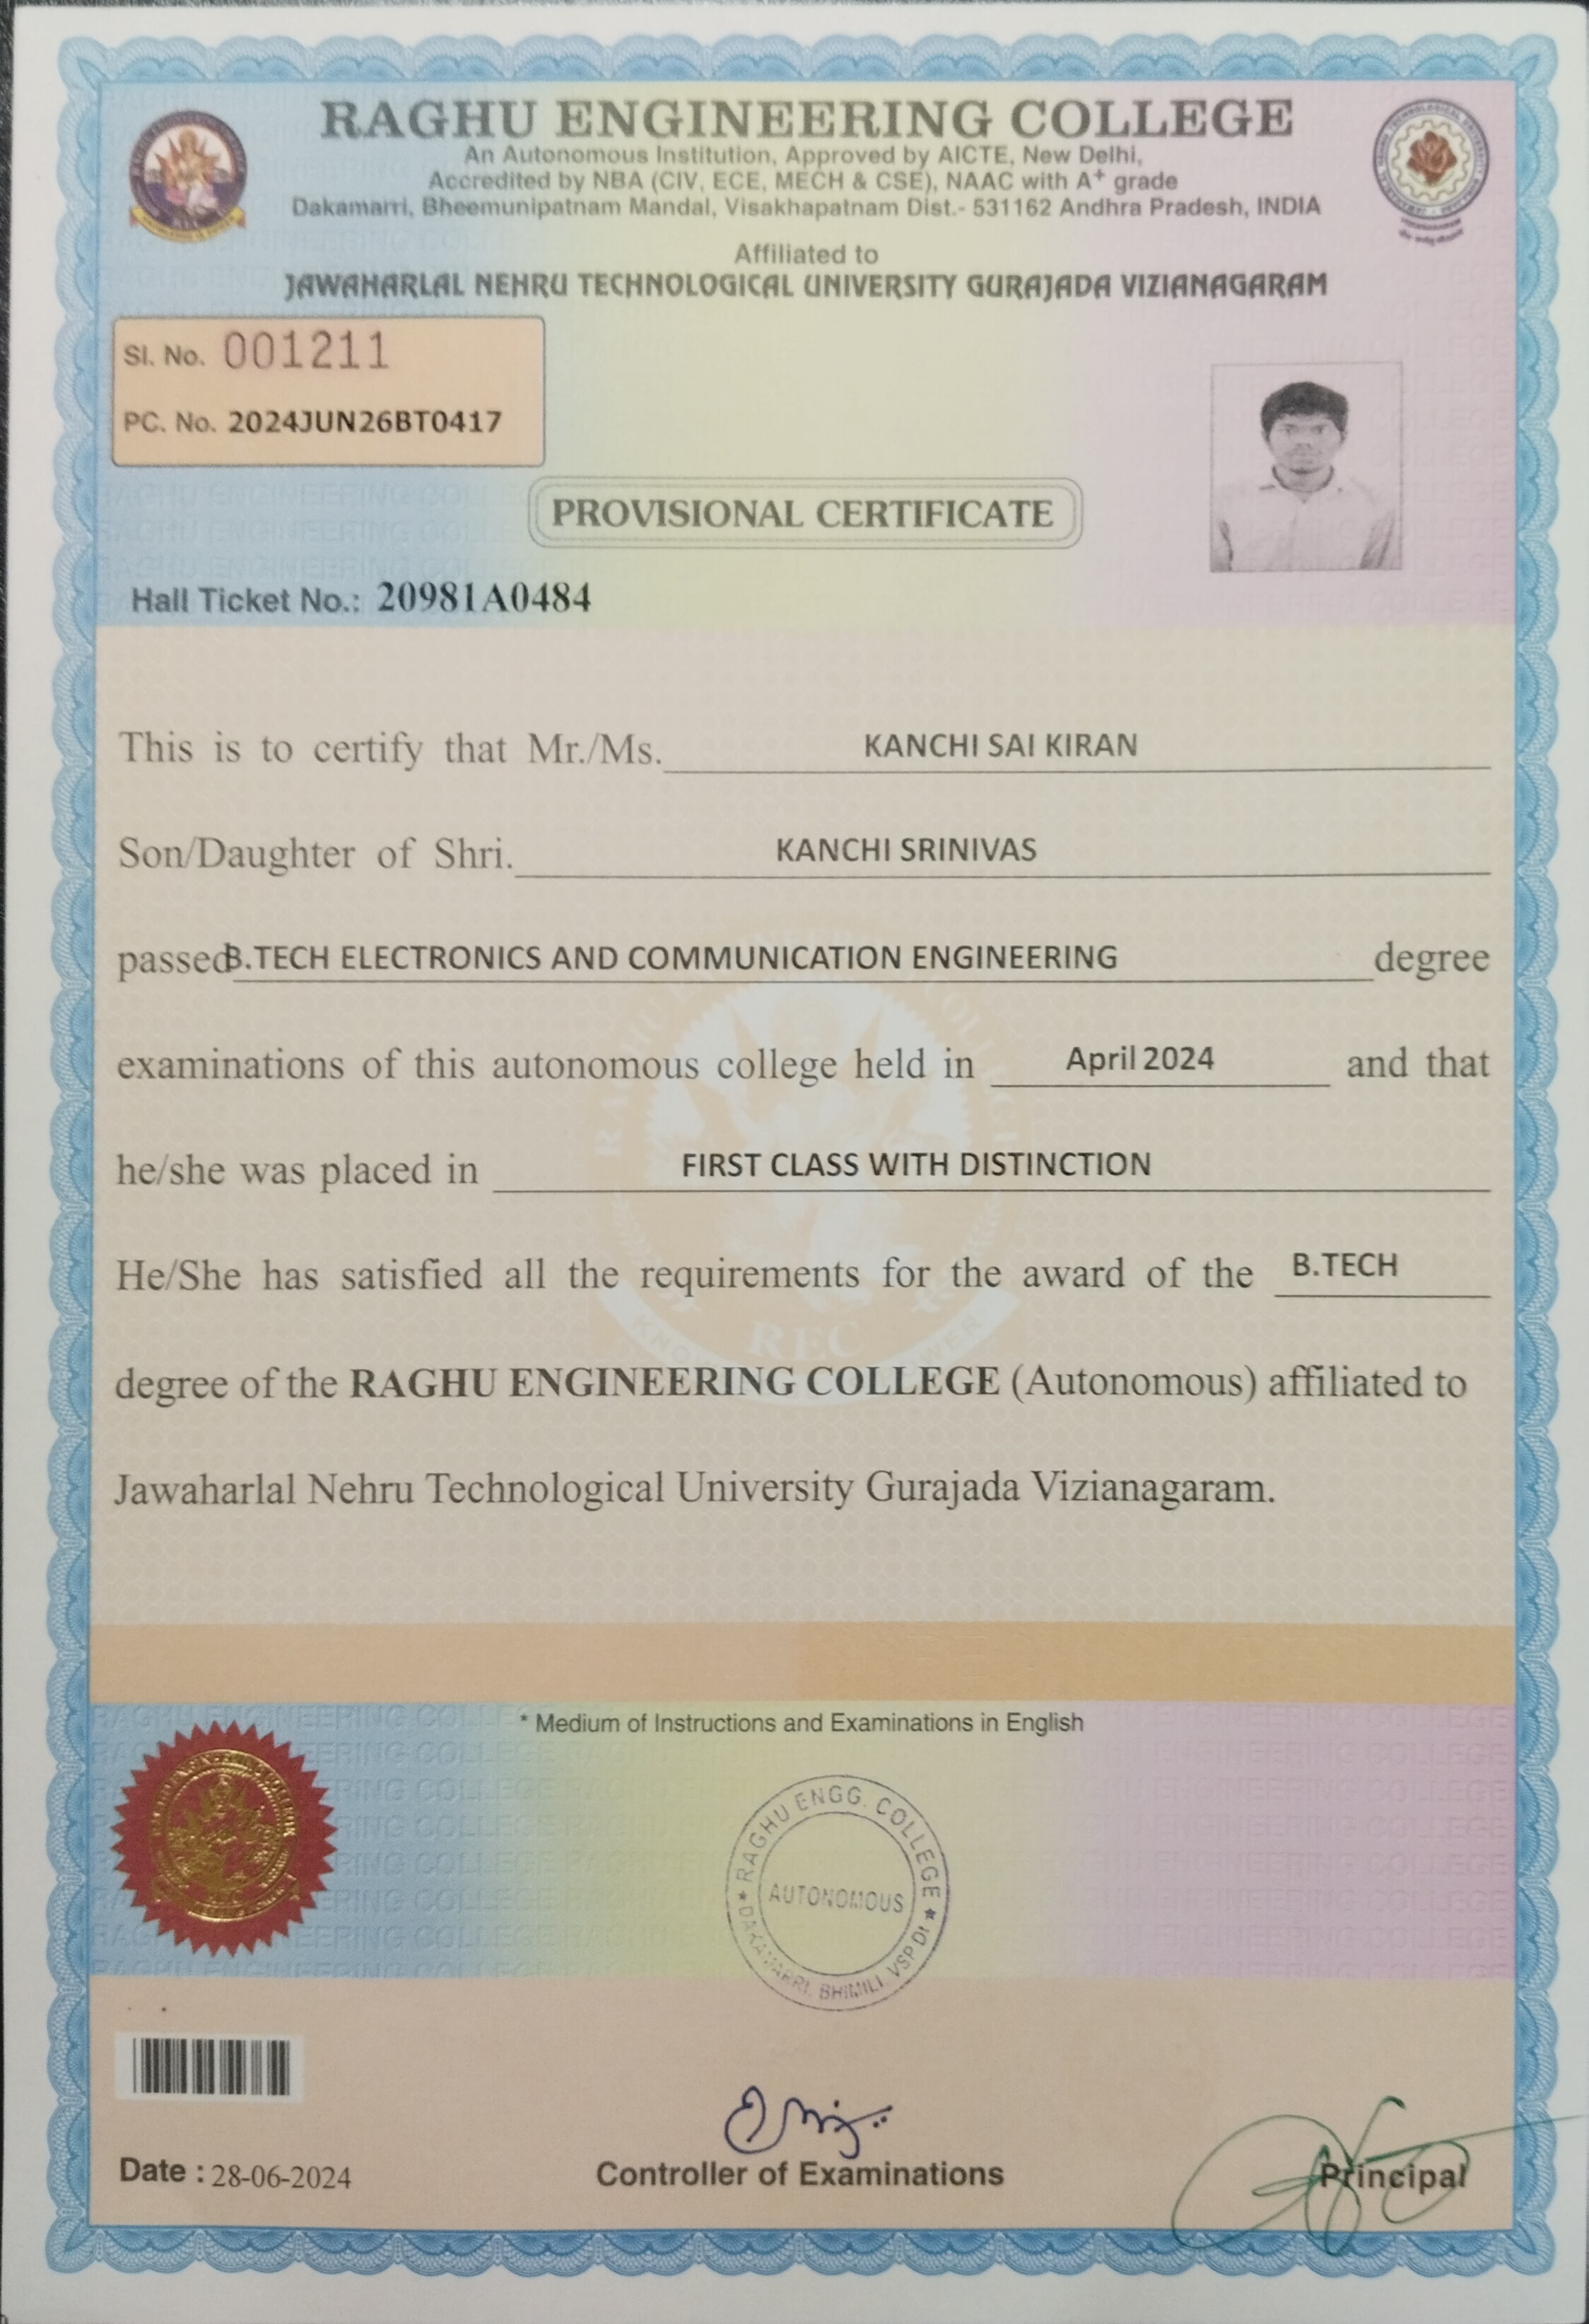 RAGHU ENGINEERING COLLEGE
An Autonomous Institution, Approved by AICTE, New Delhi,
Accredited by NBA (CIV, ECE, MECH & CSE), NAAC with A+ grade
Dakamarri, Bheemunipatnam Mandal, Visakhapatnam Dist.- 531162 Andhra Pradesh, INDIA
Affiliated to
JAWAHARLAL NEHRU TECHNOLOGICAL UNIVERSITY GURAJADA VIZIANAGARAM
Sl. No. 001211
PC. No. 2024JUN26BT0417
PROVISIONAL CERTIFICATE
Hall Ticket No.: 20981A0484
This is to certify that Mr./Ms. KANCHI SAI KIRAN
Son/Daughter of Shri. KANCHI SRINIVAS
passed B.TECH ELECTRONICS AND COMMUNICATION ENGINEERING degree
examinations of this autonomous college held in April 2024 and that
he/she was placed in FIRST CLASS WITH DISTINCTION
He/She has satisfied all the requirements for the award of the B.TECH
degree of the RAGHU ENGINEERING COLLEGE (Autonomous) affiliated to
Jawaharlal Nehru Technological University Gurajada Vizianagaram.
* Medium of Instructions and Examinations in English
RAGHU ENGG. COLLEGE
AUTONOMOUS
DAKAMARRI, BHIMILI, VSP Dt
Date : 28-06-2024
Controller of Examinations
Principal